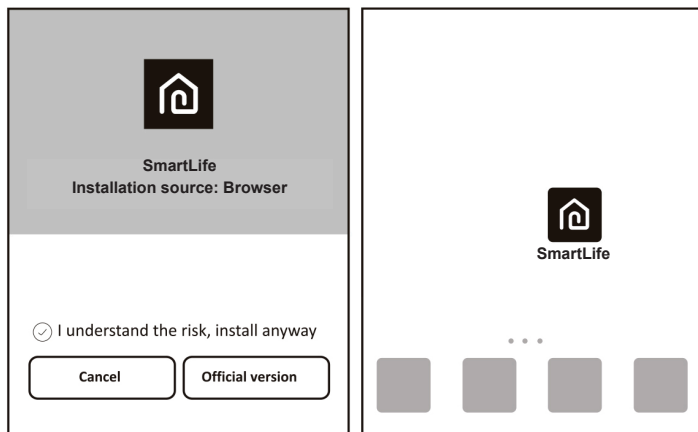 SmartLife
Installation source: Browser
I understand the risk, install anyway
Cancel
Official version
SmartLife